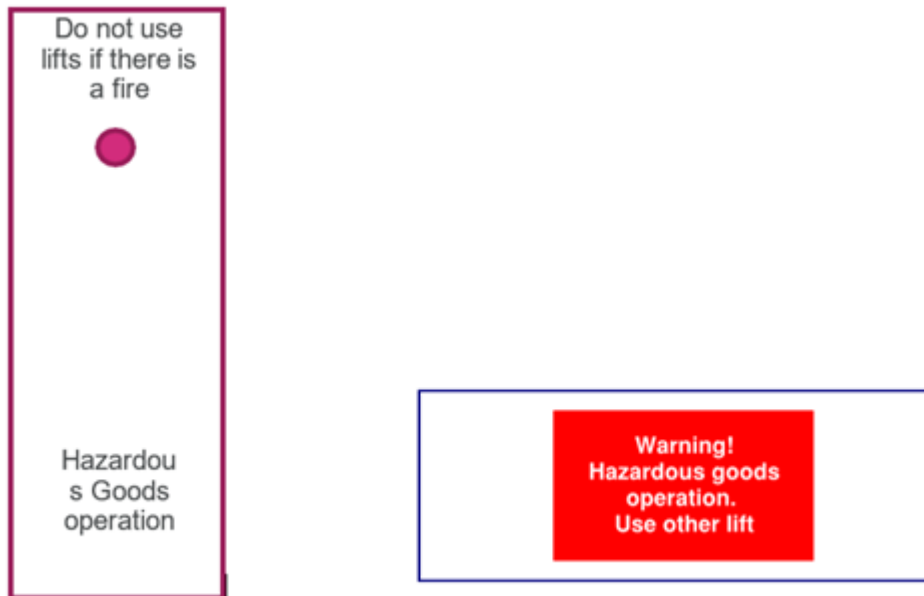 Do not use
lifts if there is
a fire
Hazardou
s Goods
operation
Warning!
Hazardous goods
operation.
Use other lift